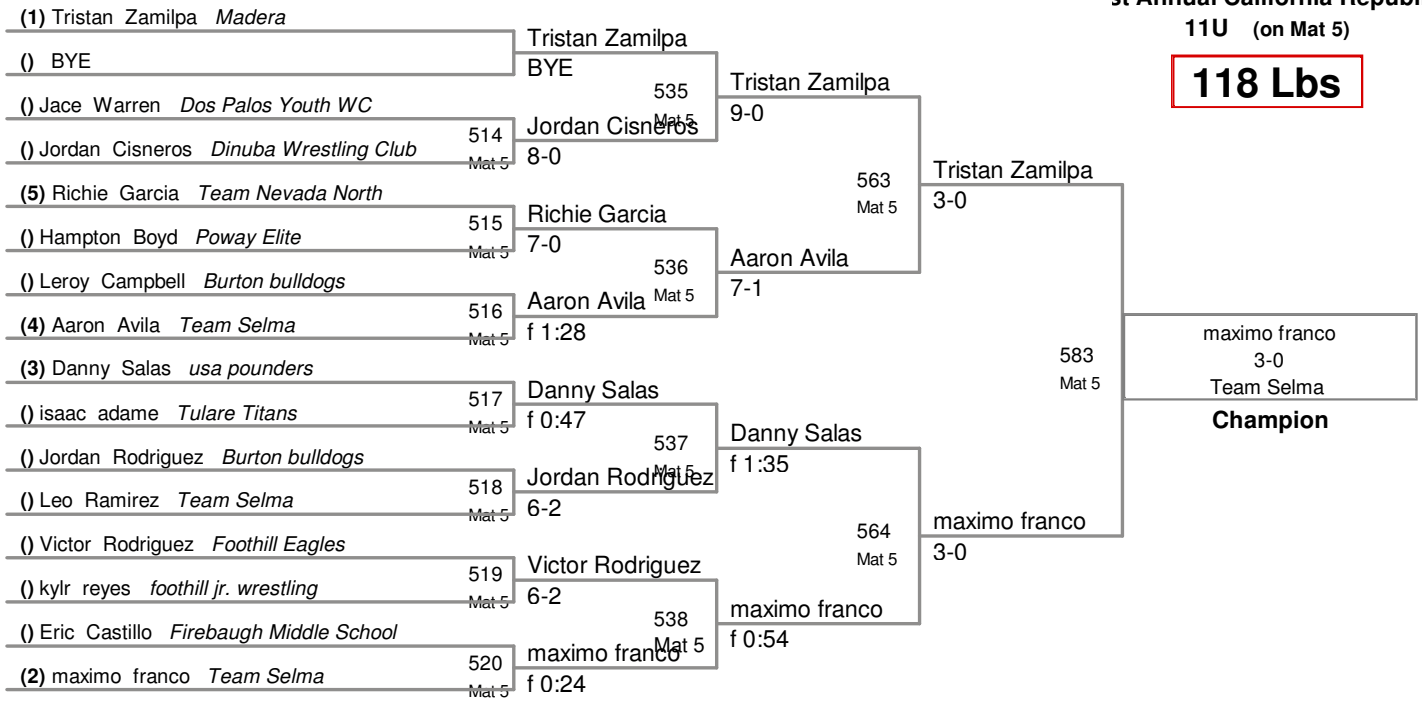 st Annual California Republ
11U (on Mat 5)
118 Lbs
(1) Tristan Zamilpa Madera
() BYE
() Jace Warren Dos Palos Youth WC
() Jordan Cisneros Dinuba Wrestling Club
(5) Richie Garcia Team Nevada North
() Hampton Boyd Poway Elite
() Leroy Campbell Burton bulldogs
(4) Aaron Avila Team Selma
(3) Danny Salas usa pounders
() isaac adame Tulare Titans
() Jordan Rodriguez Burton bulldogs
() Leo Ramirez Team Selma
() Victor Rodriguez Foothill Eagles
() kylr reyes foothill jr. wrestling
() Eric Castillo Firebaugh Middle School
(2) maximo franco Team Selma
514
Mat 5
515
Mat 5
516
Mat 5
517
Mat 5
518
Mat 5
519
Mat 5
520
Mat 5
Tristan Zamilpa
BYE
Jordan Cisneros
8-0
Richie Garcia
7-0
Aaron Avila
f 1:28
Danny Salas
f 0:47
Jordan Rodriguez
6-2
Victor Rodriguez
6-2
maximo franco
f 0:24
535
Mat 5
536
Mat 5
537
Mat 5
538
Mat 5
Tristan Zamilpa
9-0
Aaron Avila
7-1
Danny Salas
f 1:35
maximo franco
f 0:54
563
Mat 5
564
Mat 5
Tristan Zamilpa
3-0
maximo franco
3-0
583
Mat 5
maximo franco
3-0
Team Selma
Champion